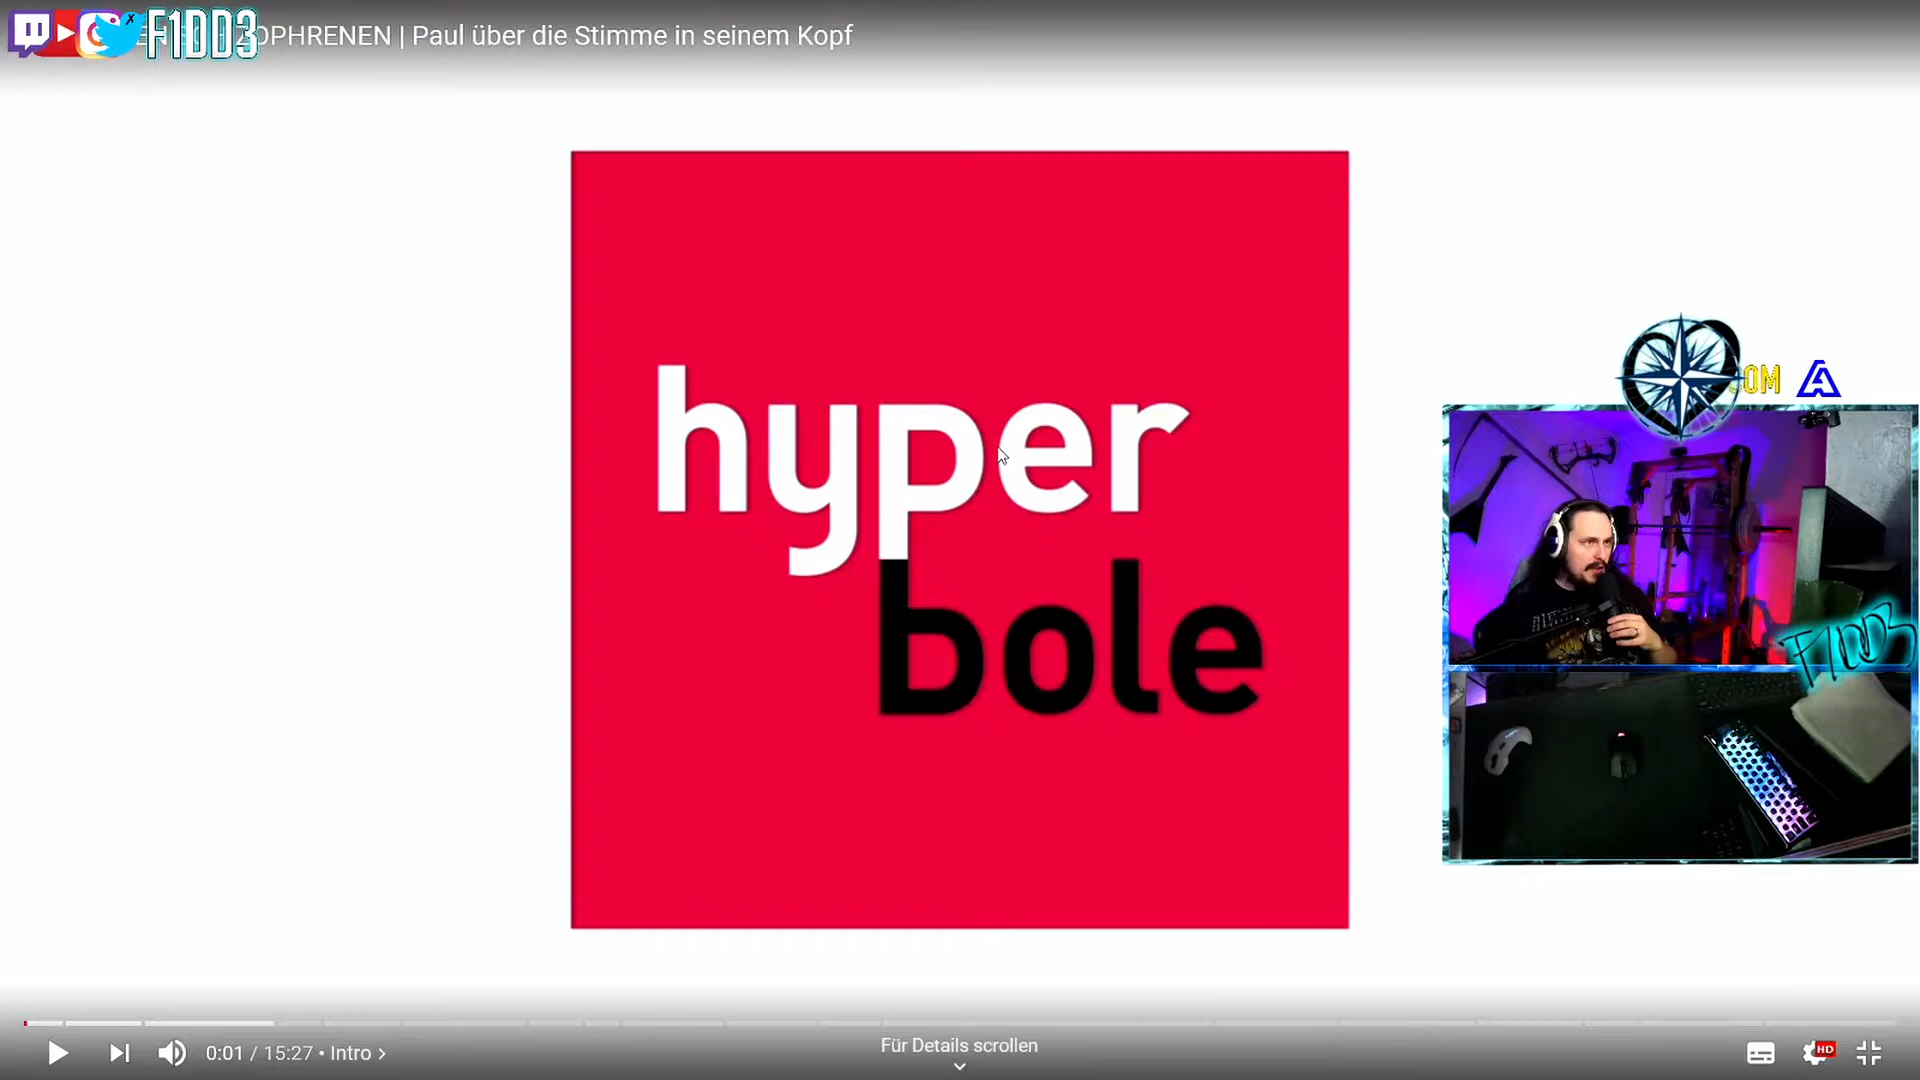 F1DD3
OPHRENEN | Paul über die Stimme in seinem Kopf
hyper
bole
OM
F1DD3
0:01 / 15:27 • Intro
Für Details scrollen
HD